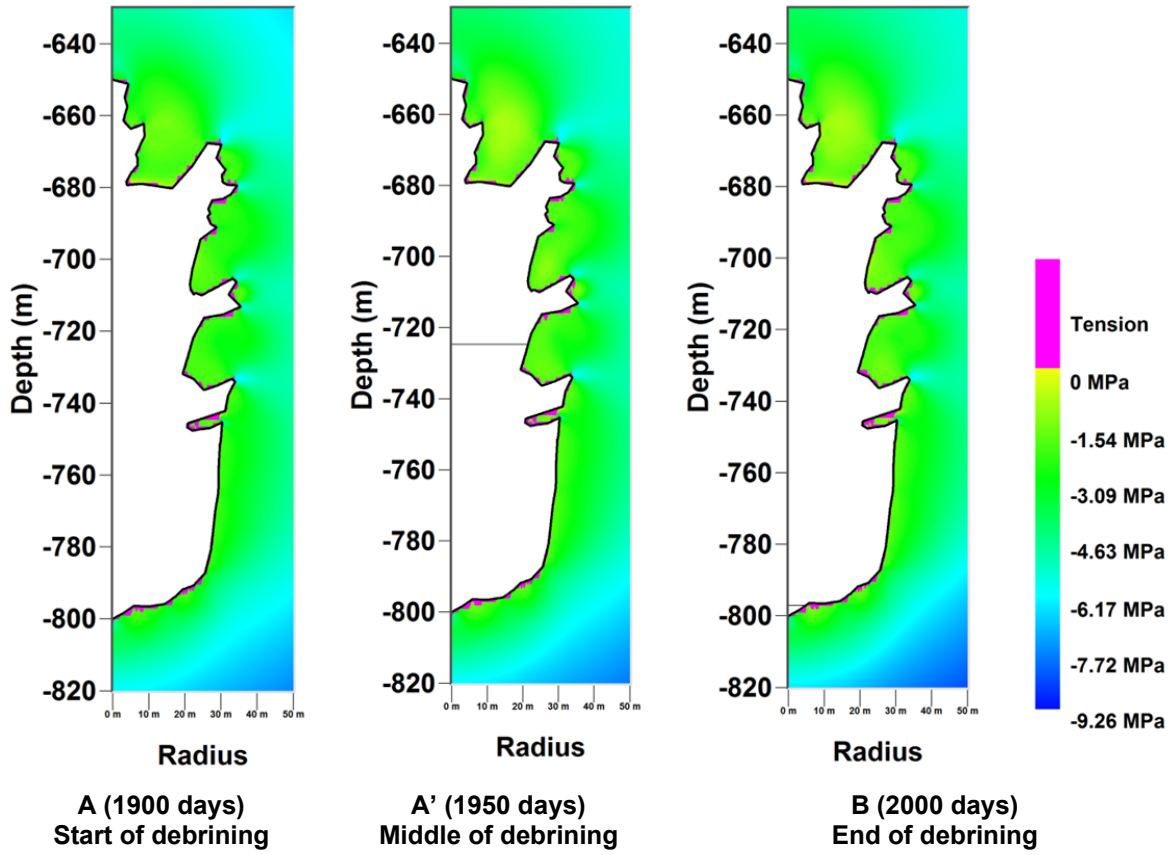 -640
-660
-680
-700
-720
-740
-760
-780
-800
-820
Depth (m)
0 m 10 m 20 m 30 m 40 m 50 m
Radius
A (1900 days)
Start of debrining
-640
-660
-680
-700
-720
-740
-760
-780
-800
-820
Depth (m)
0 m 10 m 20 m 30 m 40 m 50 m
Radius
A’ (1950 days)
Middle of debrining
-640
-660
-680
-700
-720
-740
-760
-780
-800
-820
Depth (m)
0 m 10 m 20 m 30 m 40 m 50 m
Radius
B (2000 days)
End of debrining
Tension
0 MPa
-1.54 MPa
-3.09 MPa
-4.63 MPa
-6.17 MPa
-7.72 MPa
-9.26 MPa